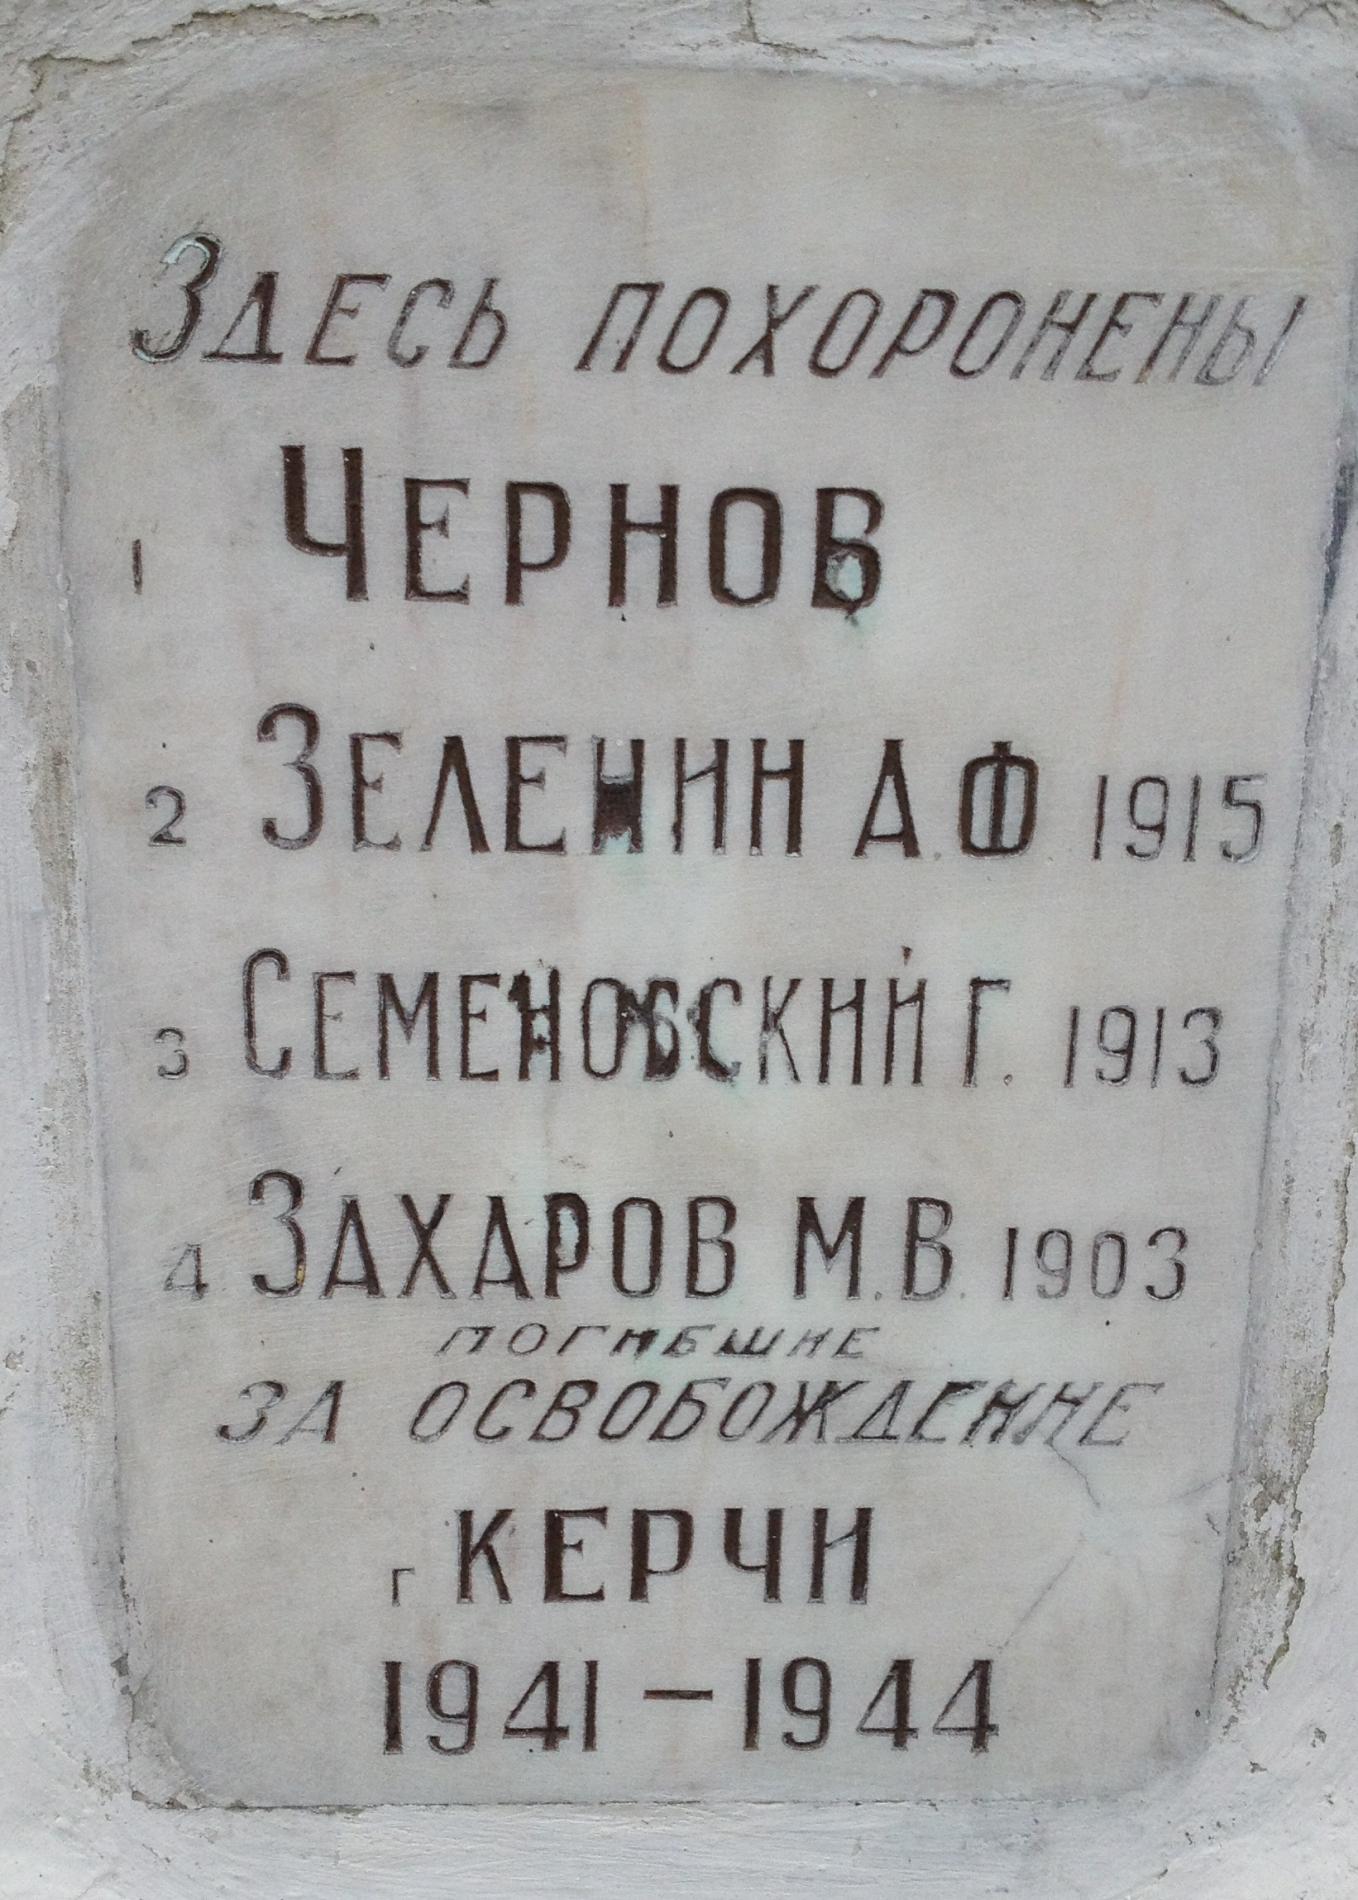 Здесь похоронены
1 Чернов
2 Зеленин А.Ф. 1915
3 Семеновский Г. 1913
4 Захаров М.В. 1903
погибшие
за освобождение
г Керчи
1941-1944